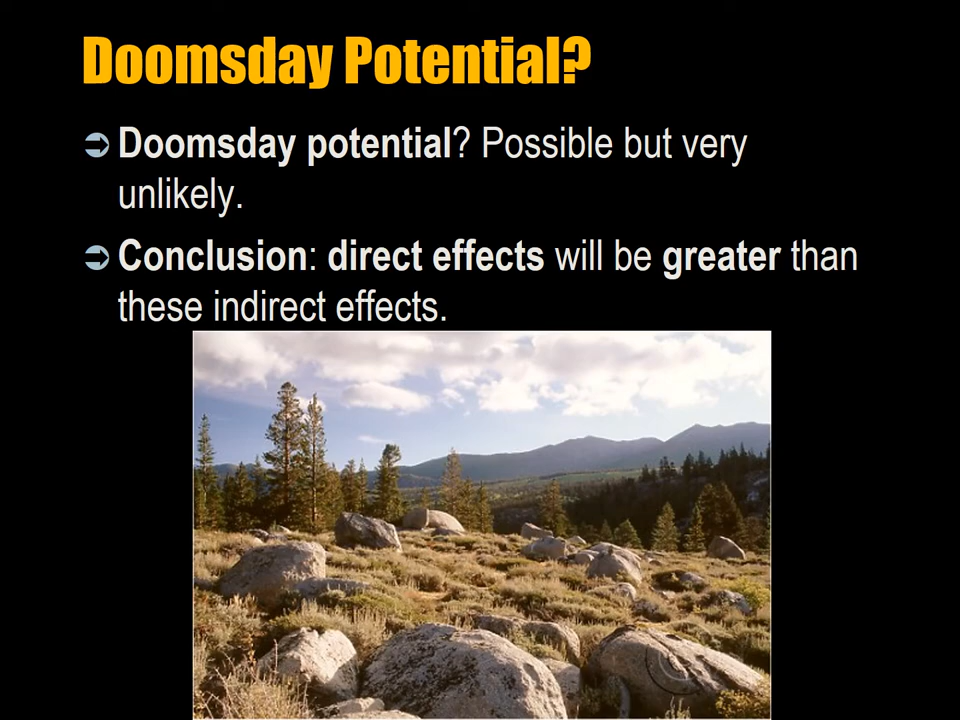 Doomsday Potential?
Doomsday potential? Possible but very
unlikely.
Conclusion: direct effects will be greater than
these indirect effects.